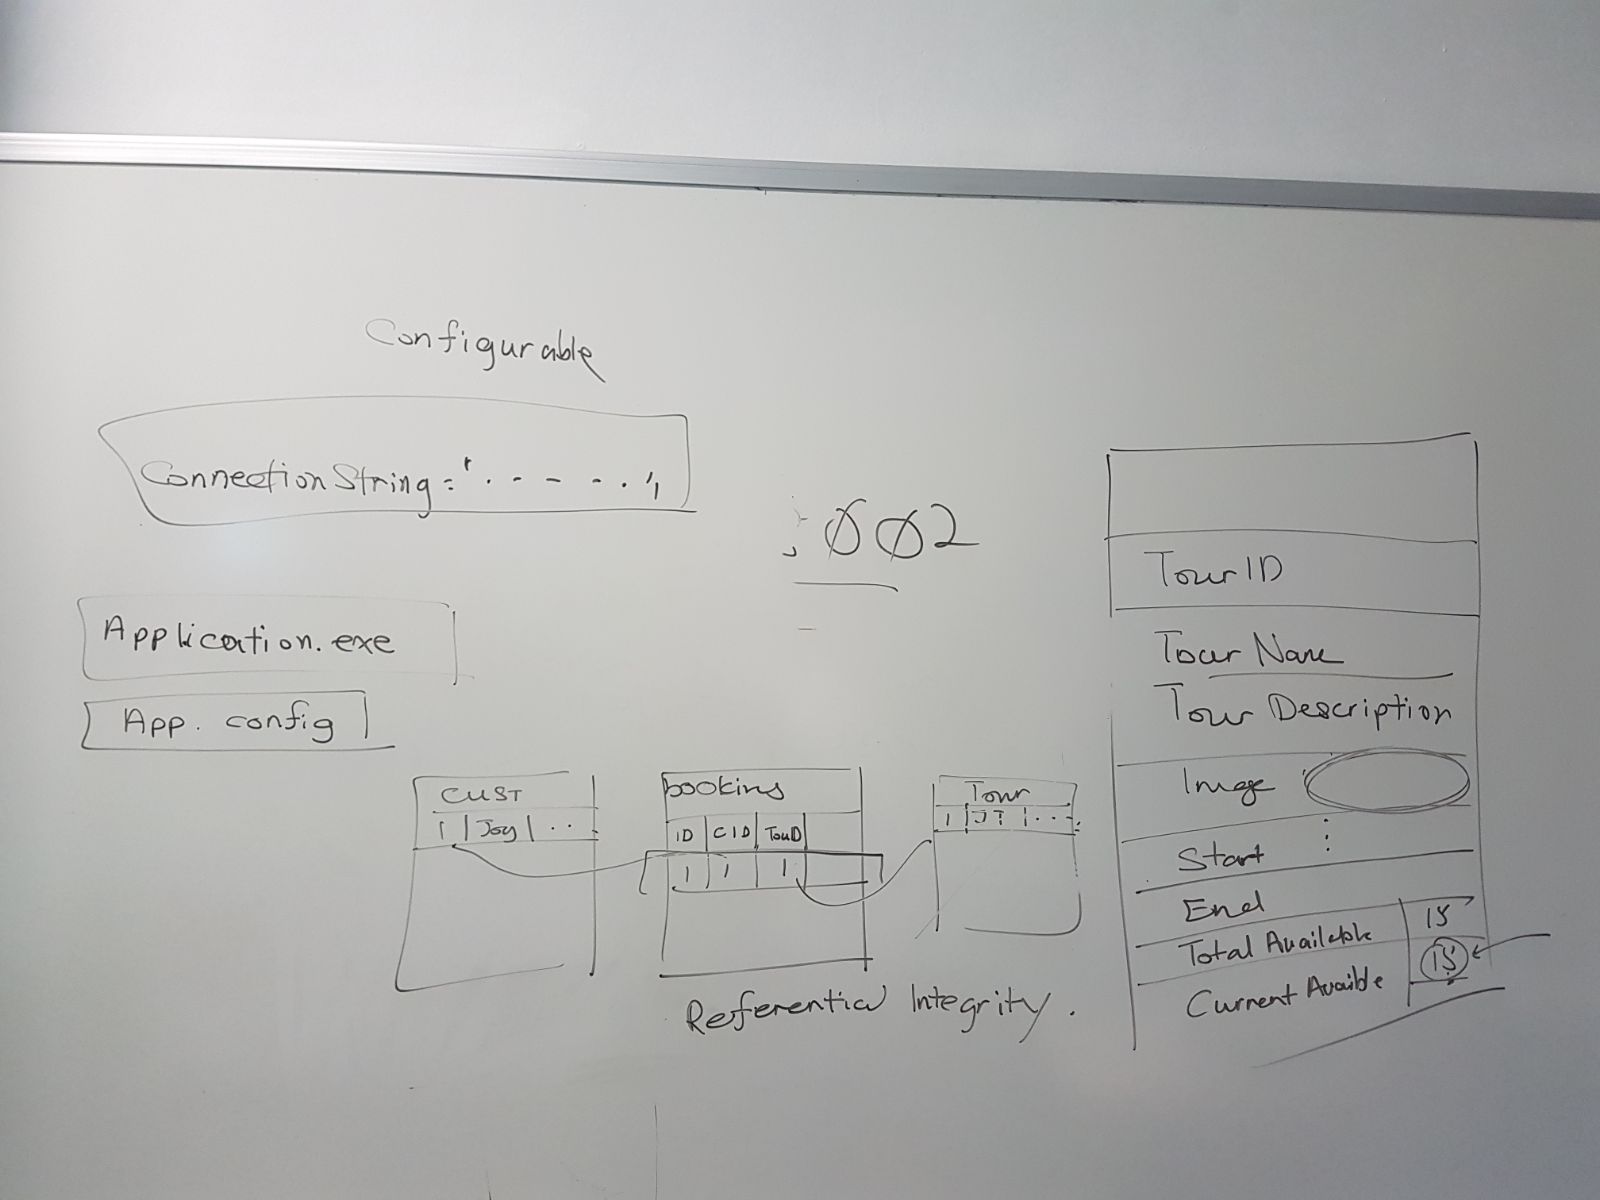 Configurable
ConnectionString = '. - - - . . ';
: ØØ2
Application.exe
App. config
CUST
1 | Joy | . .
bookins
ID | CID | TouID
1 | 1 | 1
Tour
1 | JT | . . .
Referential Integrity.
TourID
Tour Name
Tour Description
Image
Start :
End
Total Available 15
Current Availble 15